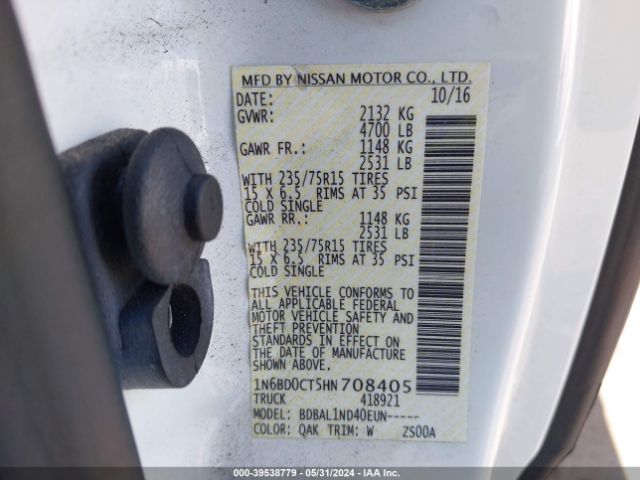 MFD BY NISSAN MOTOR CO., LTD.
DATE: 10/16
GVWR: 2132 KG
4700 LB
GAWR FR.: 1148 KG
2531 LB
WITH 235/75R15 TIRES
15 X 6.5 RIMS AT 35 PSI
COLD SINGLE
GAWR RR.: 1148 KG
2531 LB
WITH 235/75R15 TIRES
15 X 6.5 RIMS AT 35 PSI
COLD SINGLE
THIS VEHICLE CONFORMS TO
ALL APPLICABLE FEDERAL
MOTOR VEHICLE SAFETY AND
THEFT PREVENTION
STANDARDS IN EFFECT ON
THE DATE OF MANUFACTURE
SHOWN ABOVE.
1N6BD0CT5HN708405
TRUCK 418921
MODEL: BDBAL1ND40EUN-----
COLOR: QAK TRIM: W ZS00A
000-39538779 - 05/31/2024 - IAA Inc.